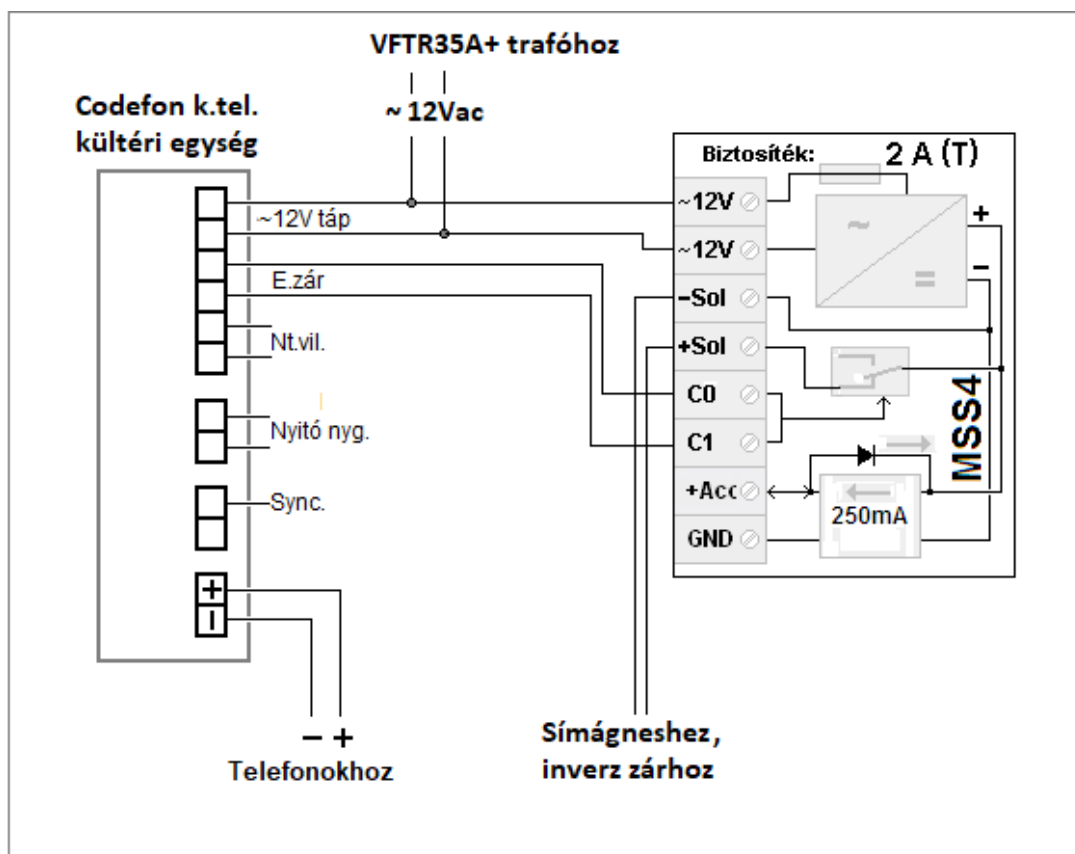 VFTR35A+ trafóhoz
~ 12Vac
Codefon k.tel.
kültéri egység
~12V táp
E.zár
Nt.vil.
Nyitó nyg.
Sync.
+
−
− +
Telefonokhoz
Biztosíték: 2 A (T)
~12V
~12V
−Sol
+Sol
C0
C1
+Acc
GND
~
=
+
−
250mA
MSS4
Símágneshez,
inverz zárhoz